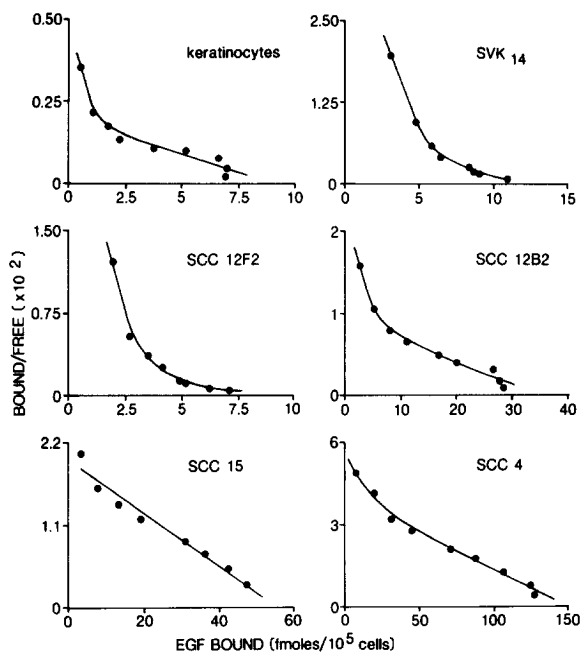 keratinocytes
0.50
0.25
0
0 2.5 5 7.5 10
SVK 14
2.50
1.25
0
0 5 10 15
SCC 12F2
1.50
0.75
0
2.5 5 7.5 10
SCC 12B2
2
1
0
0 10 20 30 40
SCC 15
2.2
1.1
0
0 20 40 60
SCC 4
6
3
0
0 50 100 150
BOUND/FREE (x10 2)
EGF BOUND (fmoles/10 5 cells)